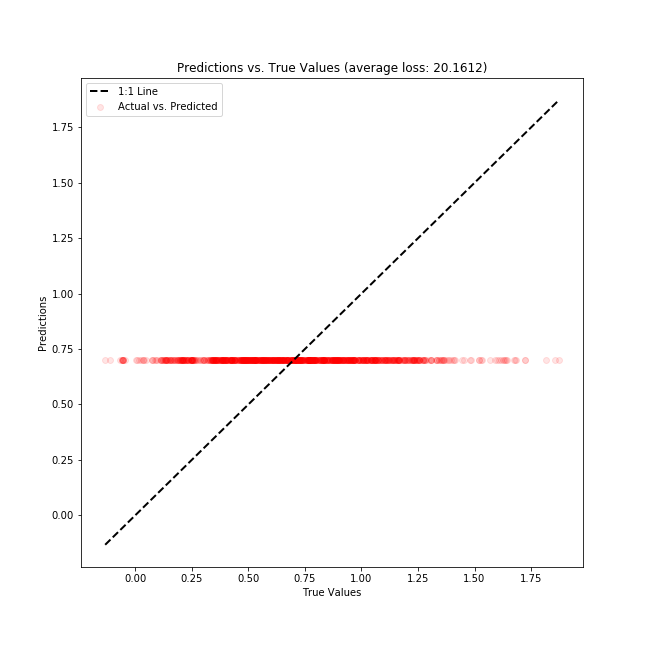 Predictions vs. True Values (average loss: 20.1612)
1:1 Line
Actual vs. Predicted
1.75
1.50
1.25
1.00
0.75
0.50
0.25
0.00
Predictions
0.00 0.25 0.50 0.75 1.00 1.25 1.50 1.75
True Values